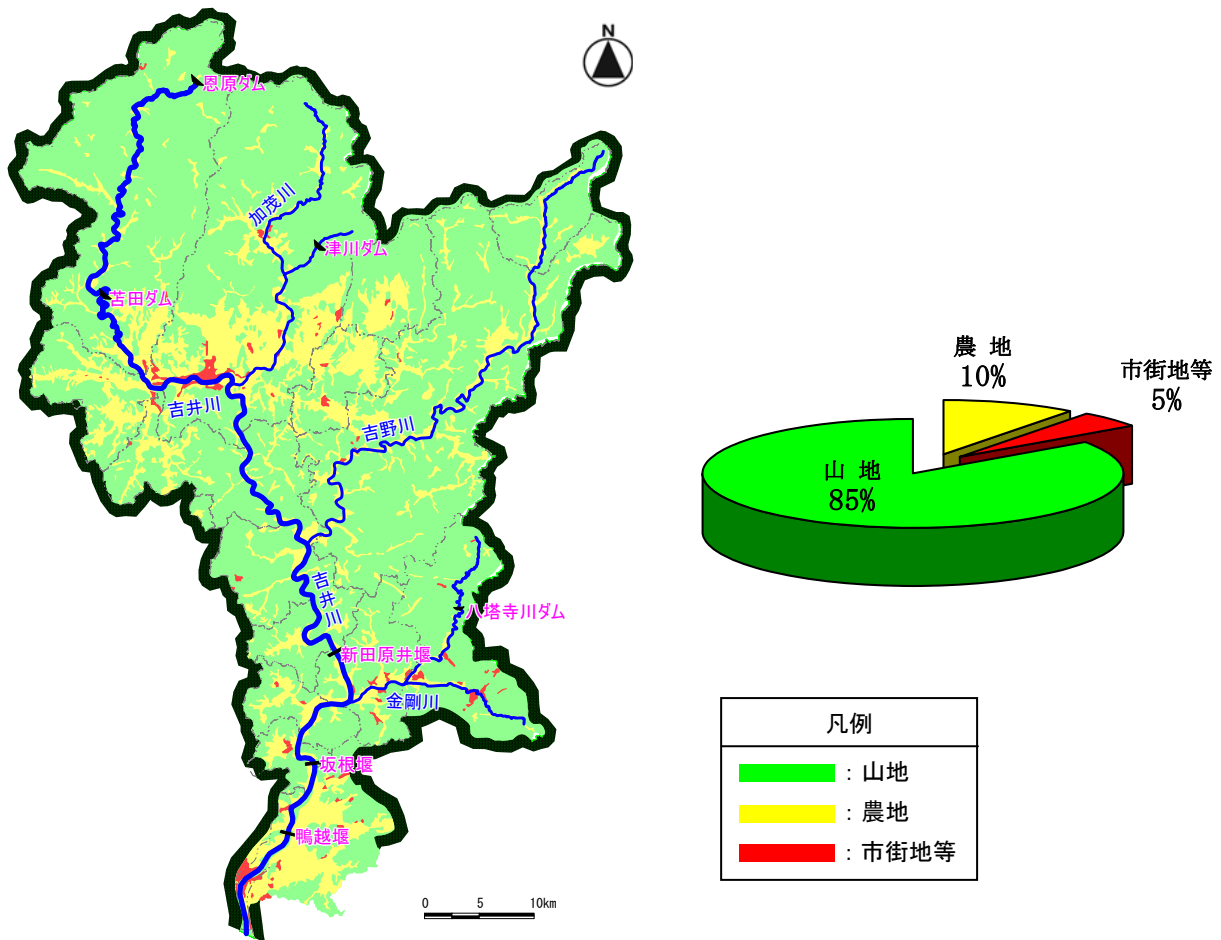 N
恩原ダム
加茂川
津川ダム
苫田ダム
吉井川
吉野川
吉井川
八塔寺川ダム
新田原井堰
金剛川
坂根堰
鴨越堰
0 5 10km
農 地
10%
市街地等
5%
山 地
85%
凡例
：山地
：農地
：市街地等